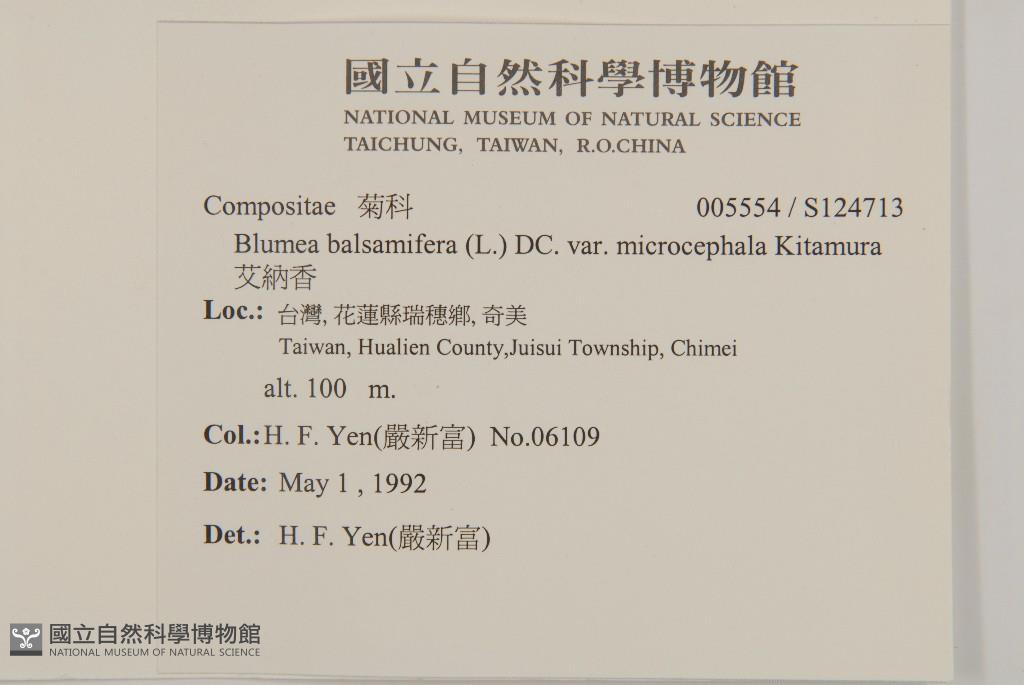 國立自然科學博物館
NATIONAL MUSEUM OF NATURAL SCIENCE
TAICHUNG, TAIWAN, R.O.CHINA
Compositae 菊科 005554 / S124713
Blumea balsamifera (L.) DC. var. microcephala Kitamura
艾納香
Loc.: 台灣, 花蓮縣瑞穗鄉, 奇美
Taiwan, Hualien County,Juisui Township, Chimei
alt. 100 m.
Col.:H. F. Yen(嚴新富) No.06109
Date: May 1 , 1992
Det.: H. F. Yen(嚴新富)
國立自然科學博物館
NATIONAL MUSEUM OF NATURAL SCIENCE